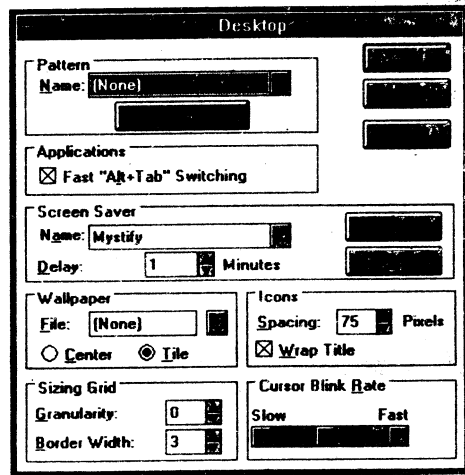 Desktop
Pattern
Name: (None)
Applications
Fast "Alt+Tab" Switching
Screen Saver
Name: Mystify
Delay: 1 Minutes
Wallpaper
File: (None)
Center Tile
Icons
Spacing: 75 Pixels
Wrap Title
Sizing Grid
Granularity: 0
Border Width: 3
Cursor Blink Rate
Slow Fast